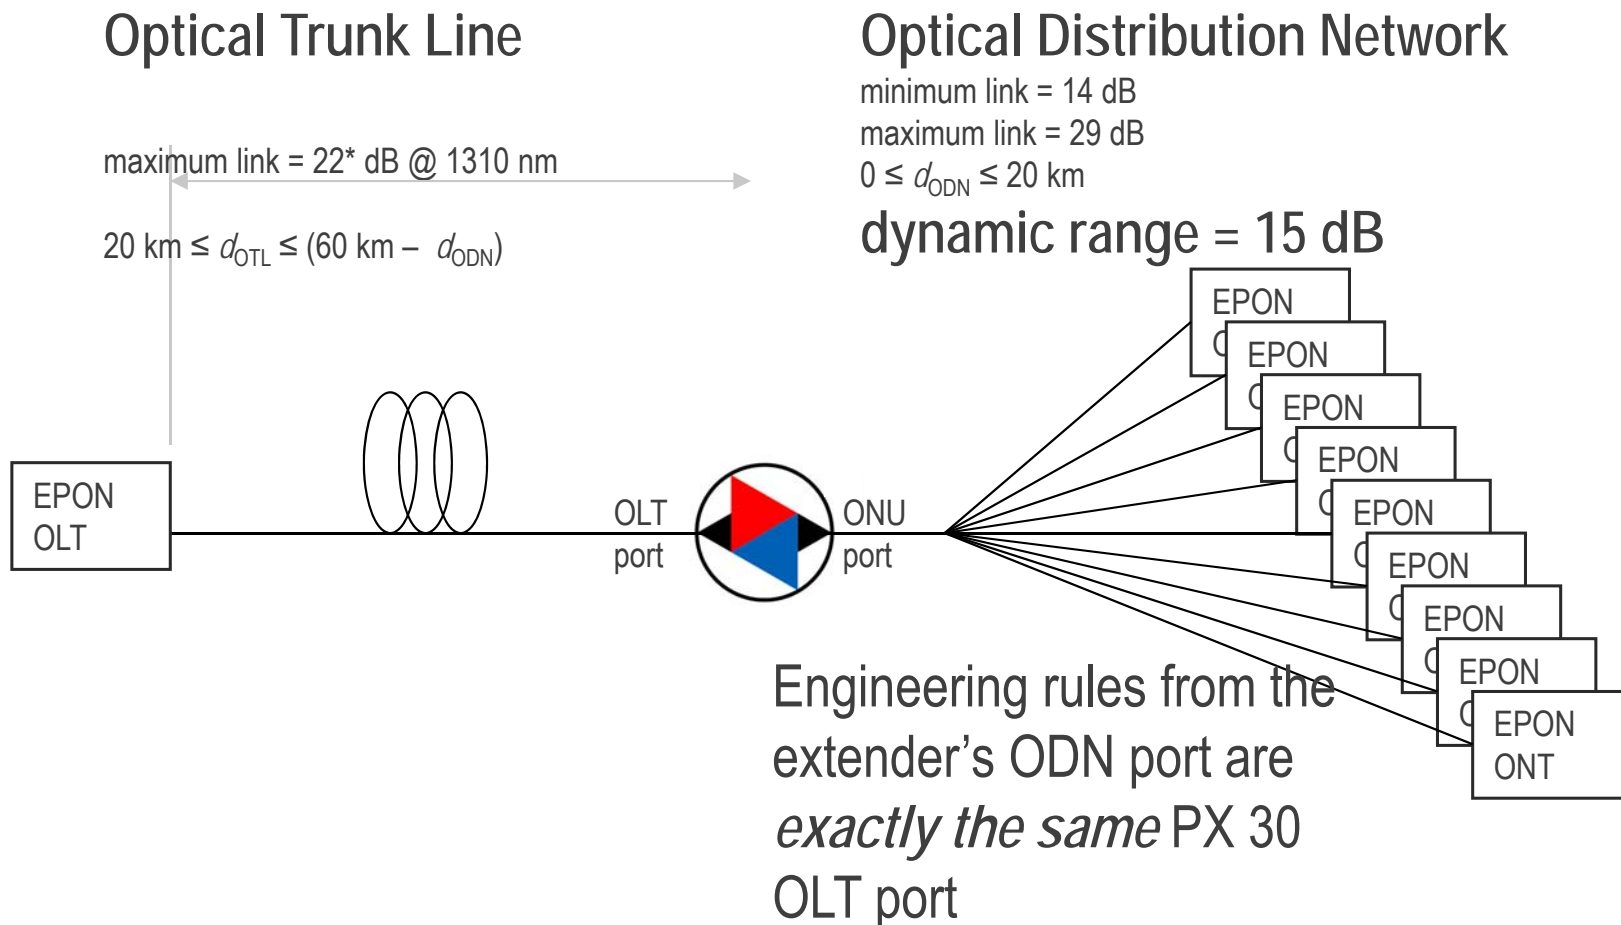 Optical Trunk Line
maximum link = 22* dB @ 1310 nm
20 km ≤ dOTL ≤ (60 km – dODN)
Optical Distribution Network
minimum link = 14 dB
maximum link = 29 dB
0 ≤ dODN ≤ 20 km
dynamic range = 15 dB
EPON
OLT
OLT
port
ONU
port
EPON
EPON
EPON
EPON
EPON
EPON
EPON
EPON
EPON
ONT
Engineering rules from the
extender’s ODN port are
exactly the same PX 30
OLT port